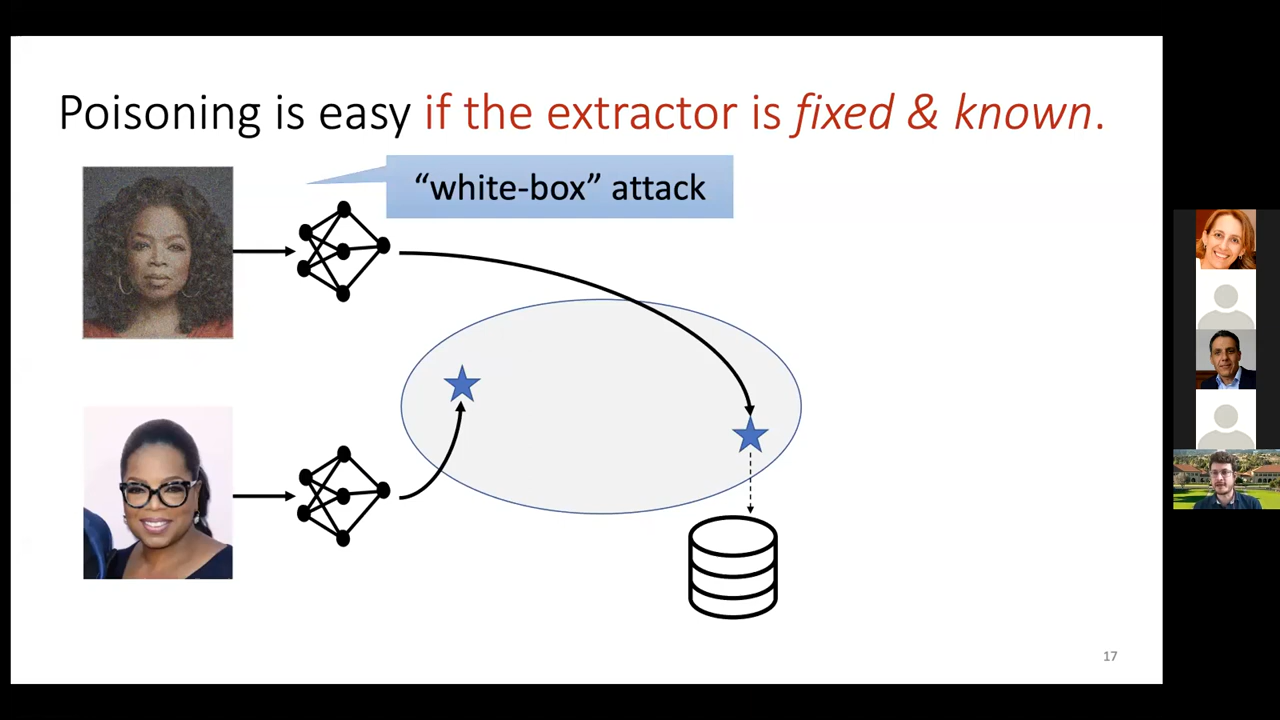 Poisoning is easy if the extractor is fixed & known.
“white-box” attack
17